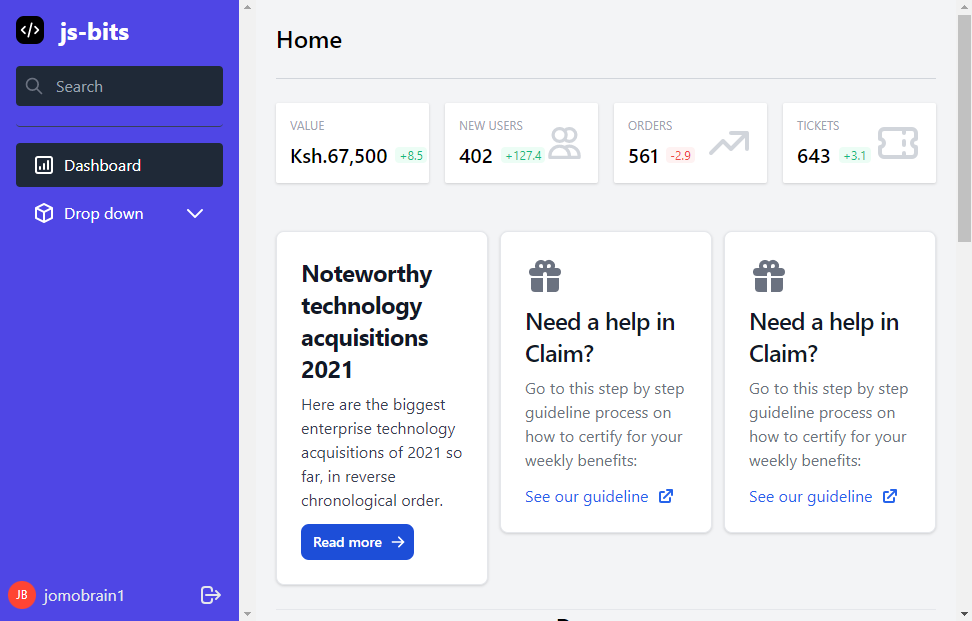 js-bits
Search
Dashboard
Drop down
JB
jomobrain1
Home
VALUE
Ksh.67,500 +8.5
NEW USERS
402 +127.4
ORDERS
561 -2.9
TICKETS
643 +3.1
Noteworthy
technology
acquisitions
2021
Here are the biggest
enterprise technology
acquisitions of 2021 so
far, in reverse
chronological order.
Read more
Need a help in
Claim?
Go to this step by step
guideline process on
how to certify for your
weekly benefits:
See our guideline
Need a help in
Claim?
Go to this step by step
guideline process on
how to certify for your
weekly benefits:
See our guideline